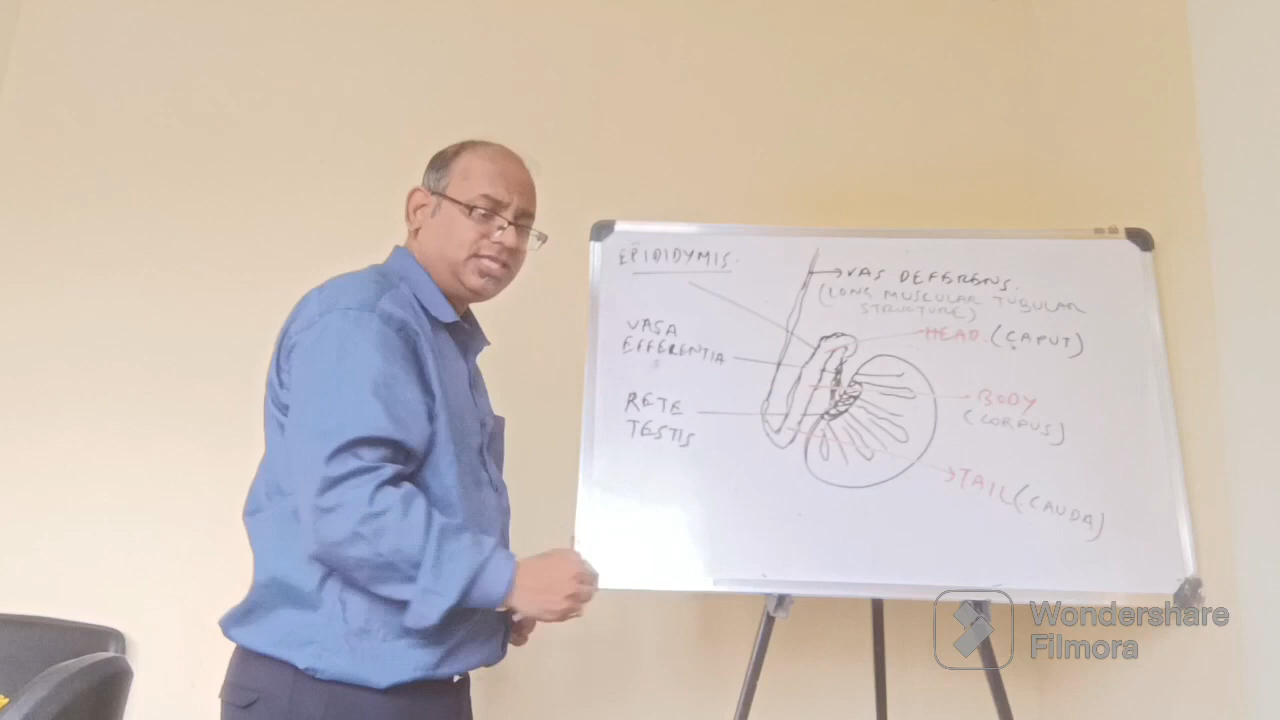 EPIDIDYMIS.
VAS DEFERENS.
(LONG MUSCULAR TUBULAR
STRUCTURE)
VASA
EFFERENTIA
HEAD. (CAPUT)
RETE
TESTIS
BODY
(CORPUS)
TAIL (CAUDA)
Wondershare
Filmora